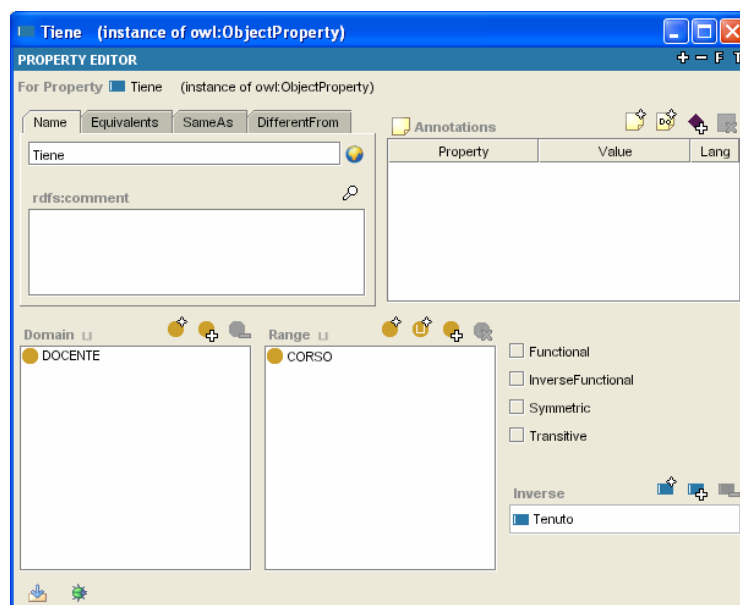 Tiene (instance of owl:ObjectProperty)
PROPERTY EDITOR
F T
For Property Tiene (instance of owl:ObjectProperty)
Name Equivalents SameAs DifferentFrom
Annotations
Property Value Lang
Tiene
rdfs:comment
Domain ⊔
Range ⊔
DOCENTE
CORSO
Functional
InverseFunctional
Symmetric
Transitive
Inverse
Tenuto